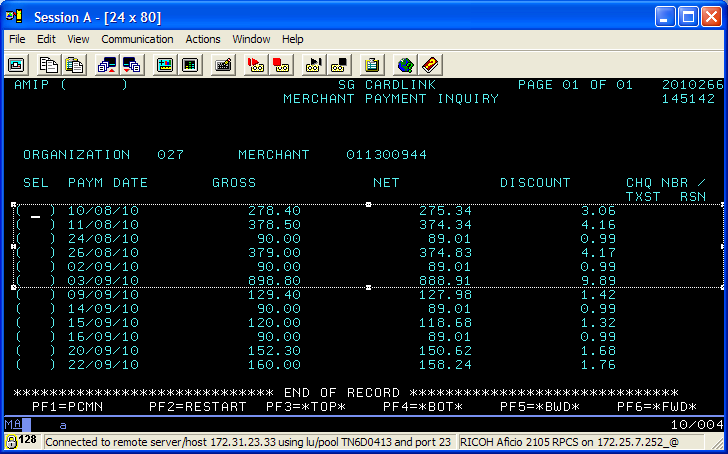 Session A - [24 x 80]
File Edit View Communication Actions Window Help
AMIP ( ) SG CARDLINK PAGE 01 OF 01 2010266
MERCHANT PAYMENT INQUIRY 145142
ORGANIZATION 027 MERCHANT 011300944
SEL PAYM DATE GROSS NET DISCOUNT CHQ NBR /
TXST RSN
( _ ) 10/08/10 278.40 275.34 3.06
( ) 11/08/10 378.50 374.34 4.16
( ) 24/08/10 90.00 89.01 0.99
( ) 26/08/10 379.00 374.83 4.17
( ) 02/09/10 90.00 89.01 0.99
( ) 03/09/10 898.80 888.91 9.89
( ) 09/09/10 129.40 127.98 1.42
( ) 14/09/10 90.00 89.01 0.99
( ) 15/09/10 120.00 118.68 1.32
( ) 16/09/10 90.00 89.01 0.99
( ) 20/09/10 152.30 150.62 1.68
( ) 22/09/10 160.00 158.24 1.76
***************************** END OF RECORD ******************************
PF1=PCMN PF2=RESTART PF3=*TOP* PF4=*BOT* PF5=*BWD* PF6=*FWD*
MA a 10/004
128 Connected to remote server/host 172.31.23.33 using lu/pool TN6D0413 and port 23 RICOH Aficio 2105 RPCS on 172.25.7.252_@